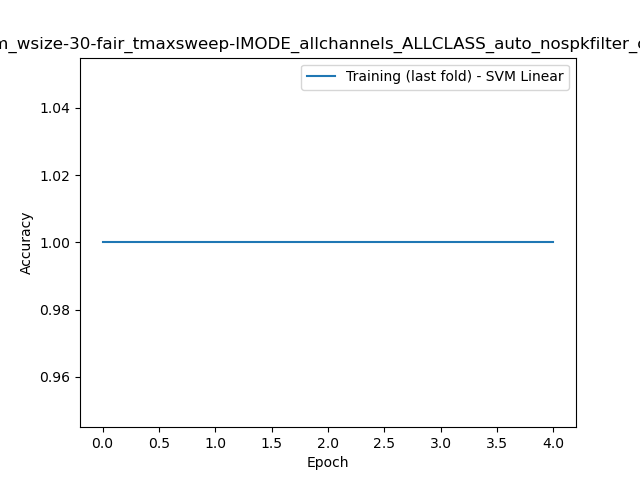 m_wsize-30-fair_tmaxsweep-IMODE_allchannels_ALLCLASS_auto_nospkfilter_
Training (last fold) - SVM Linear
1.04
1.02
1.00
0.98
0.96
Accuracy
0.0 0.5 1.0 1.5 2.0 2.5 3.0 3.5 4.0
Epoch